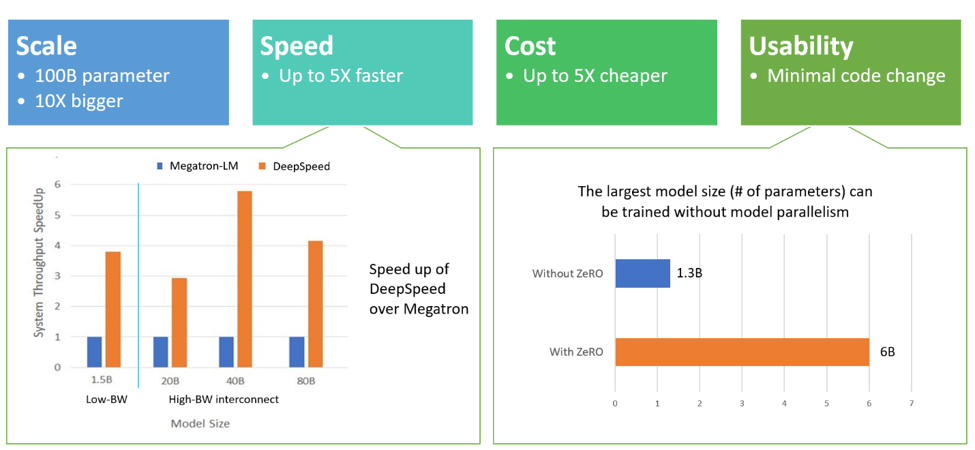 Scale
• 100B parameter
• 10X bigger
Speed
• Up to 5X faster
Cost
• Up to 5X cheaper
Usability
• Minimal code change
Megatron-LM
DeepSpeed
System Throughput SpeedUp
6
5
4
3
2
1
0
1.5B
20B
40B
80B
Low-BW
High-BW interconnect
Model Size
Speed up of
DeepSpeed
over Megatron
The largest model size (# of parameters) can
be trained without model parallelism
Without ZeRO
1.3B
With ZeRO
6B
0 1 2 3 4 5 6 7